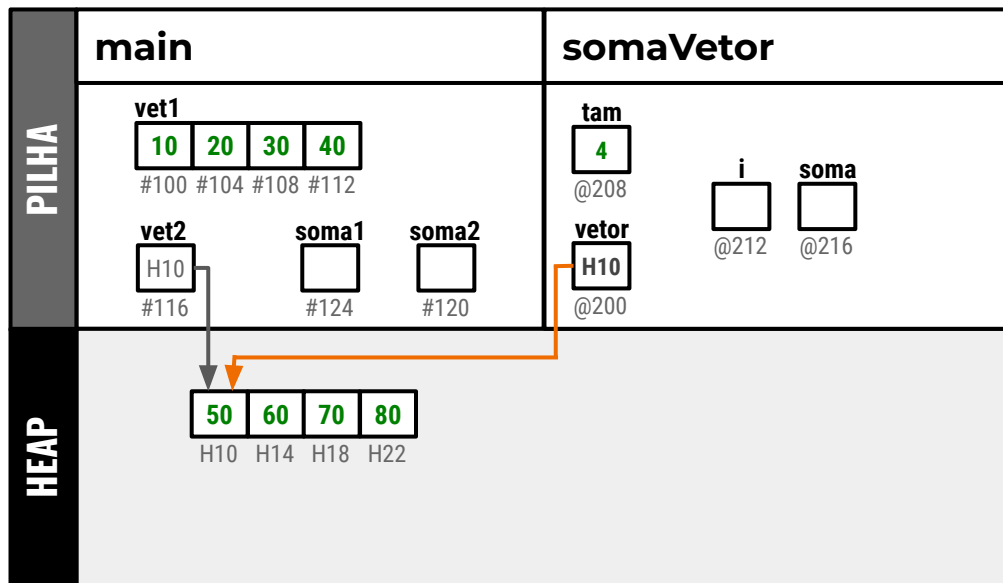 main
somaVetor
PILHA
vet1
10 20 30 40
#100 #104 #108 #112
vet2
H10
#116
soma1
#124
soma2
#120
tam
4
@208
vetor
H10
@200
i
@212
soma
@216
HEAP
50 60 70 80
H10 H14 H18 H22